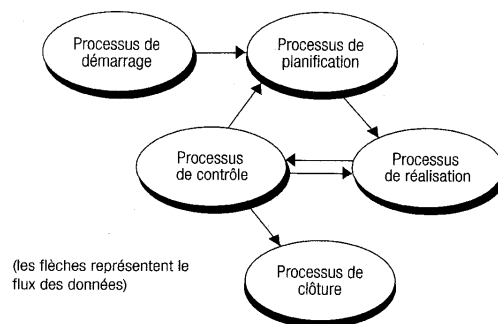 Processus de
démarrage
Processus de
planification
Processus
de contrôle
Processus
de réalisation
Processus de
clôture
(les flèches représentent le
flux des données)